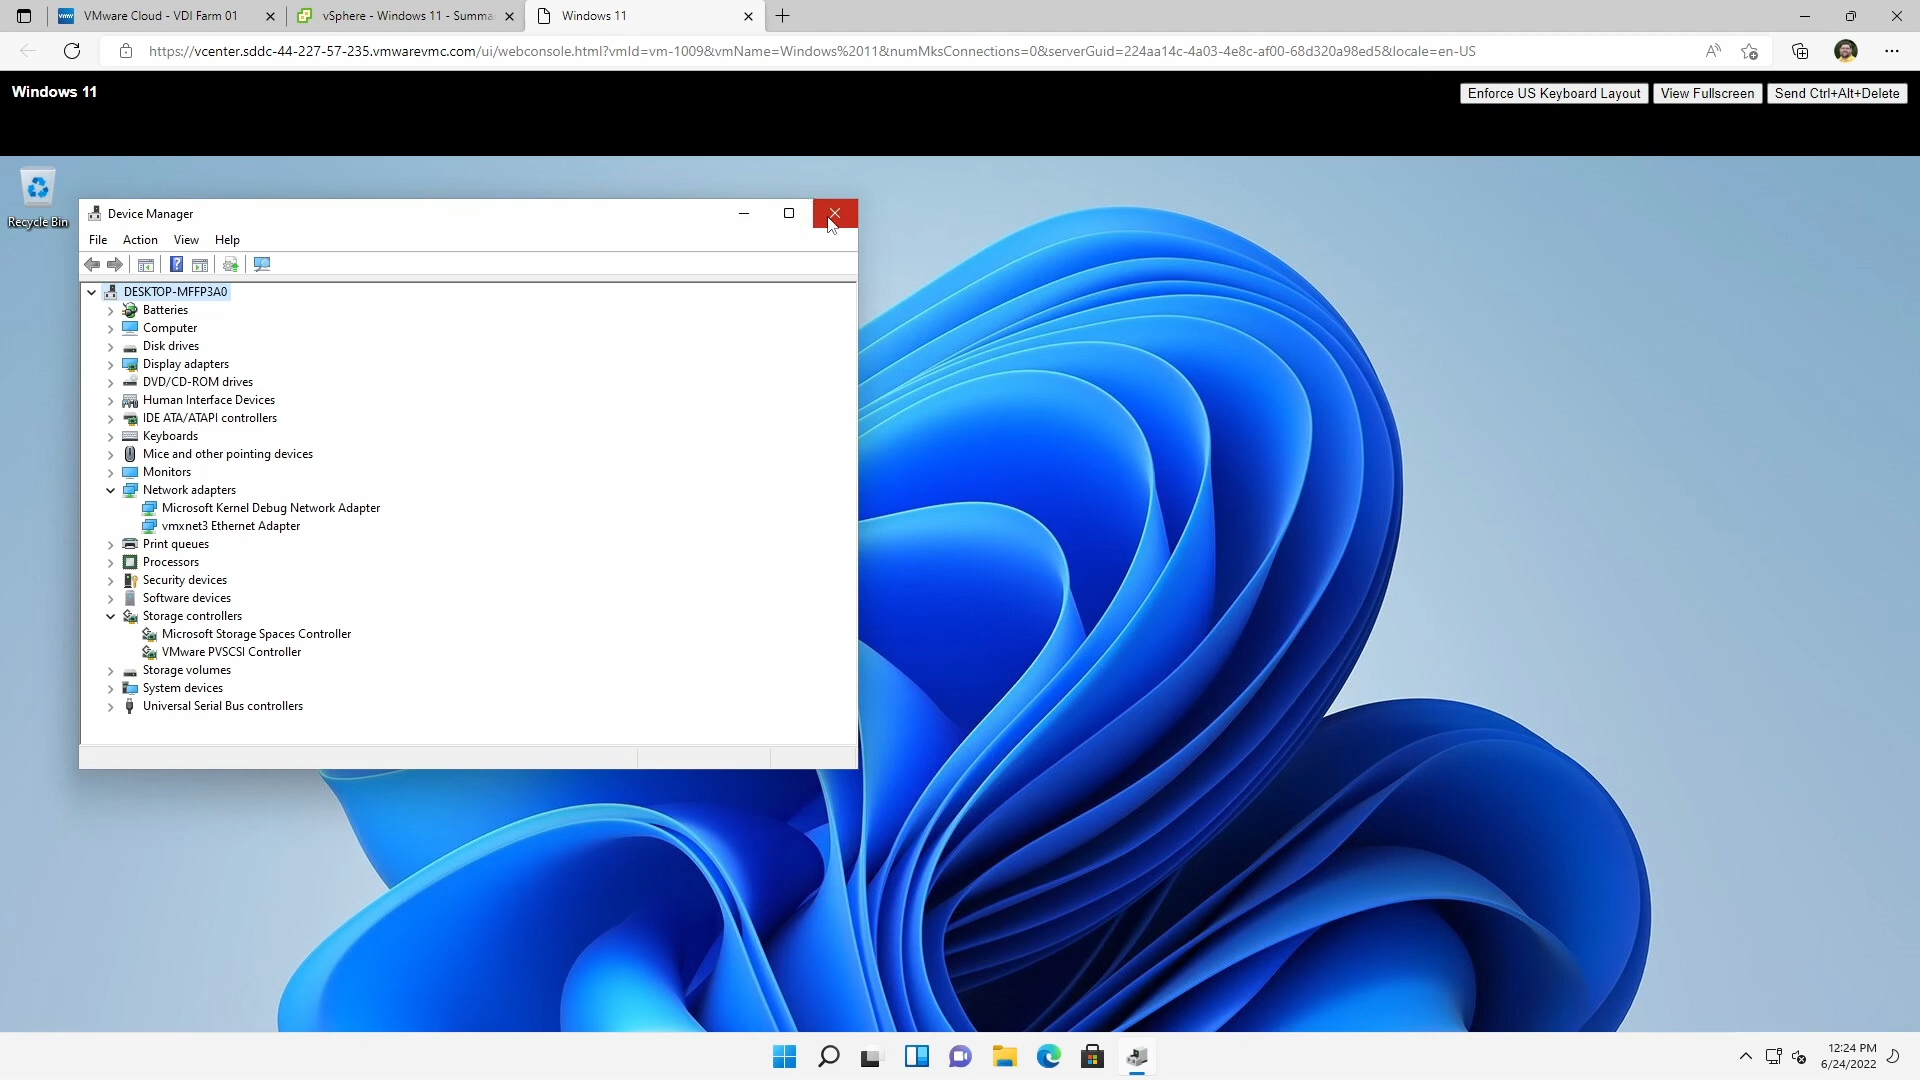 VMware Cloud - VDI Farm 01
vSphere - Windows 11 - Summa
Windows 11
https://vcenter.sddc-44-227-57-235.vmwarevmc.com/ui/webconsole.html?vmId=vm-1009&vmName=Windows%2011&numMksConnections=0&serverGuid=224aa14c-4a03-4e8c-af00-68d320a98ed5&locale=en-US
Windows 11
Enforce US Keyboard Layout
View Fullscreen
Send Ctrl+Alt+Delete
Recycle Bin
Device Manager
File Action View Help
DESKTOP-MFFP3A0
Batteries
Computer
Disk drives
Display adapters
DVD/CD-ROM drives
Human Interface Devices
IDE ATA/ATAPI controllers
Keyboards
Mice and other pointing devices
Monitors
Network adapters
Microsoft Kernel Debug Network Adapter
vmxnet3 Ethernet Adapter
Print queues
Processors
Security devices
Software devices
Storage controllers
Microsoft Storage Spaces Controller
VMware PVSCSI Controller
Storage volumes
System devices
Universal Serial Bus controllers
12:24 PM
6/24/2022